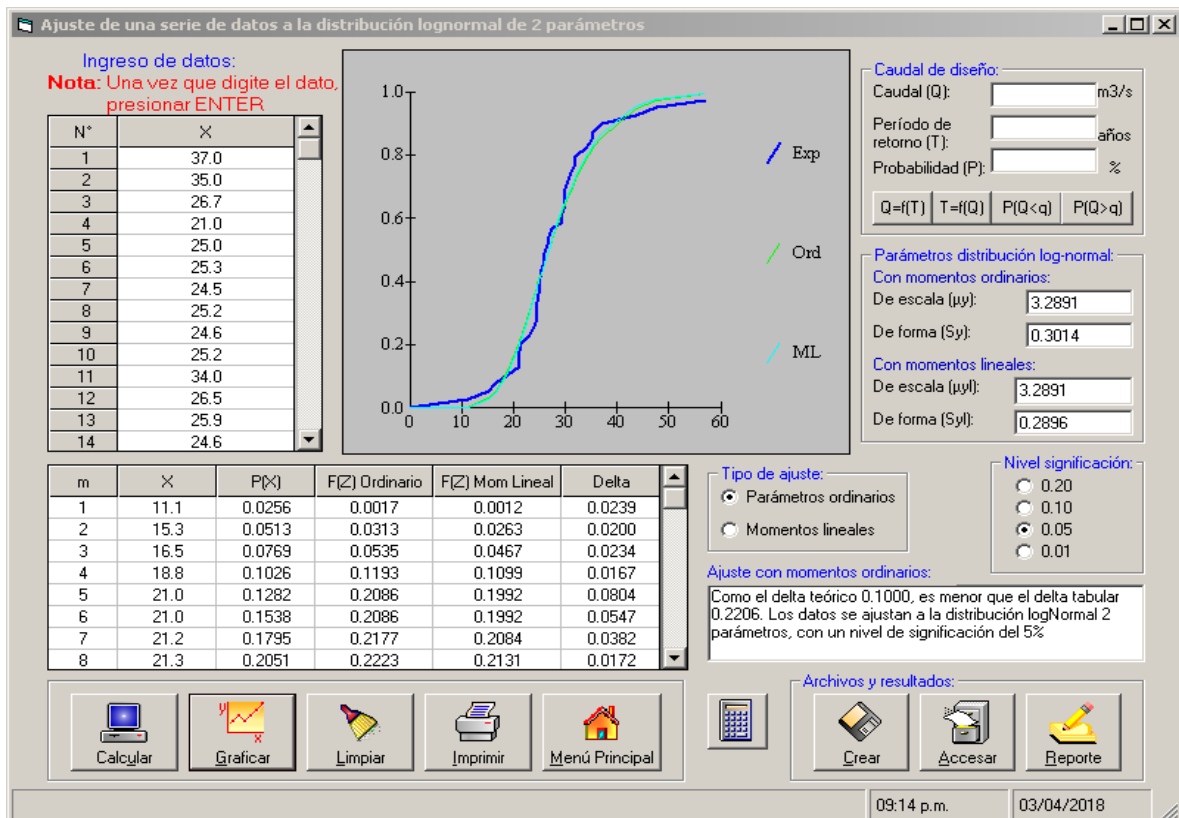 Ajuste de una serie de datos a la distribución lognormal de 2 parámetros
Ingreso de datos:
Nota: Una vez que digite el dato,
presionar ENTER
N° X
1 37.0
2 35.0
3 26.7
4 21.0
5 25.0
6 25.3
7 24.5
8 25.2
9 24.6
10 25.2
11 34.0
12 26.5
13 25.9
14 24.6
1.0
0.8
0.6
0.4
0.2
0.0
0 10 20 30 40 50 60
Exp
Ord
ML
Caudal de diseño:
Caudal (Q): m3/s
Período de
retorno (T): años
Probabilidad (P): %
Q=f(T) T=f(Q) P(Q<q) P(Q>q)
Parámetros distribución log-normal:
Con momentos ordinarios:
De escala (µy): 3.2891
De forma (Sy): 0.3014
Con momentos lineales:
De escala (µyl): 3.2891
De forma (Syl): 0.2896
m X P(X) F(Z) Ordinario F(Z) Mom Lineal Delta
1 11.1 0.0256 0.0017 0.0012 0.0239
2 15.3 0.0513 0.0313 0.0263 0.0200
3 16.5 0.0769 0.0535 0.0467 0.0234
4 18.8 0.1026 0.1193 0.1099 0.0167
5 21.0 0.1282 0.2086 0.1992 0.0804
6 21.0 0.1538 0.2086 0.1992 0.0547
7 21.2 0.1795 0.2177 0.2084 0.0382
8 21.3 0.2051 0.2223 0.2131 0.0172
Tipo de ajuste:
Parámetros ordinarios
Momentos lineales
Nivel significación:
0.20
0.10
0.05
0.01
Ajuste con momentos ordinarios:
Como el delta teórico 0.1000, es menor que el delta tabular
0.2206. Los datos se ajustan a la distribución logNormal 2
parámetros, con un nivel de significación del 5%
Calcular Graficar Limpiar Imprimir Menú Principal
y
x
Archivos y resultados:
Crear Accesar Reporte
09:14 p.m. 03/04/2018